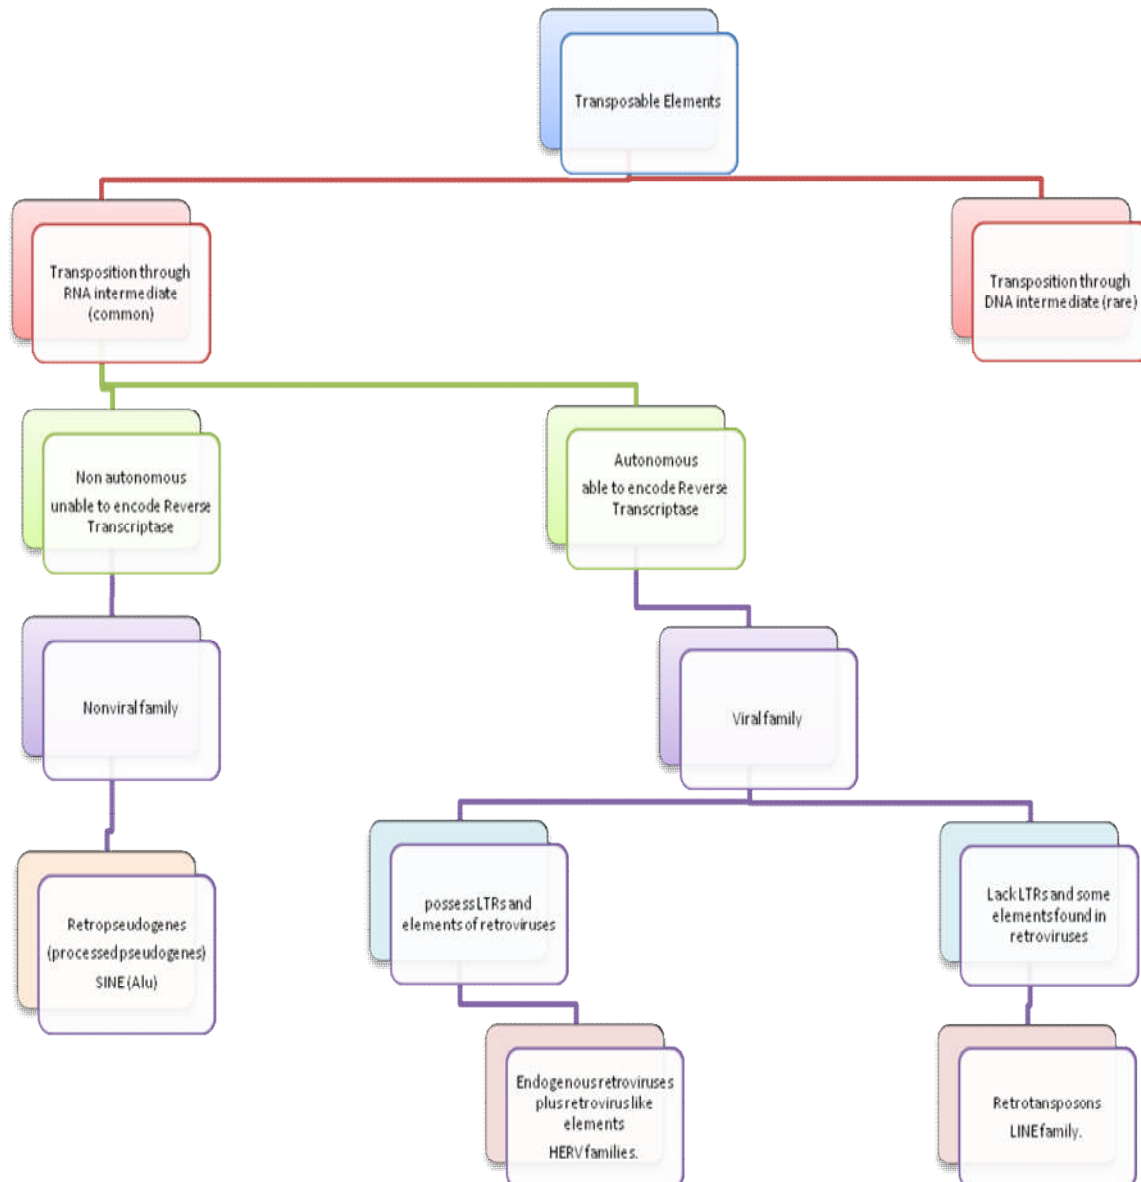 Transposable Elements
Transposition through
RNA intermediate
(common)
Transposition through
DNA intermediate (rare)
Non autonomous
unable to encode Reverse
Transcriptase
Autonomous
able to encode Reverse
Transcriptase
Nonviral family
Viral family
Retropseudogenes
(processed pseudogenes)
SINE (Alu)
possess LTRs and
elements of retroviruses
Lack LTRs and some
elements found in
retroviruses
Endogenous retroviruses
plus retrovirus like
elements
HERV families.
Retrotansposons
LINE family.